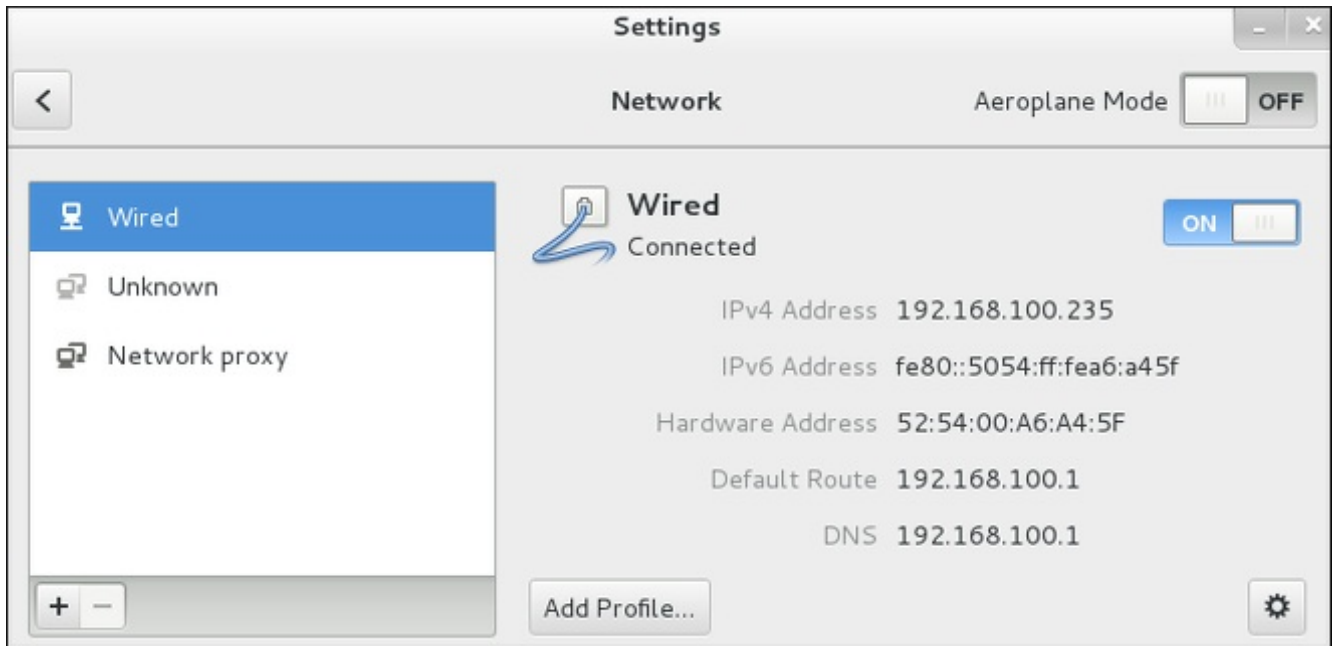 Settings
Network
Aeroplane Mode OFF
Wired
Unknown
Network proxy
Wired
ON
Connected
IPv4 Address 192.168.100.235
IPv6 Address fe80::5054:ff:fea6:a45f
Hardware Address 52:54:00:A6:A4:5F
Default Route 192.168.100.1
DNS 192.168.100.1
Add Profile...